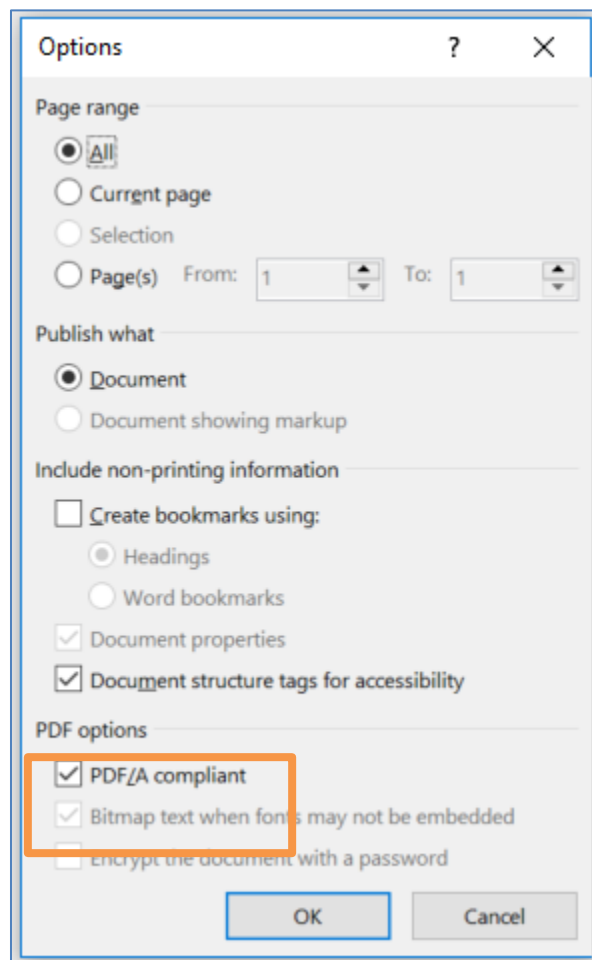 Options ?
Page range
All
Current page
Selection
Page(s) From: 1 To: 1
Publish what
Document
Document showing markup
Include non-printing information
Create bookmarks using:
Headings
Word bookmarks
Document properties
Document structure tags for accessibility
PDF options
PDF/A compliant
Bitmap text when fonts may not be embedded
Encrypt the document with a password
OK Cancel